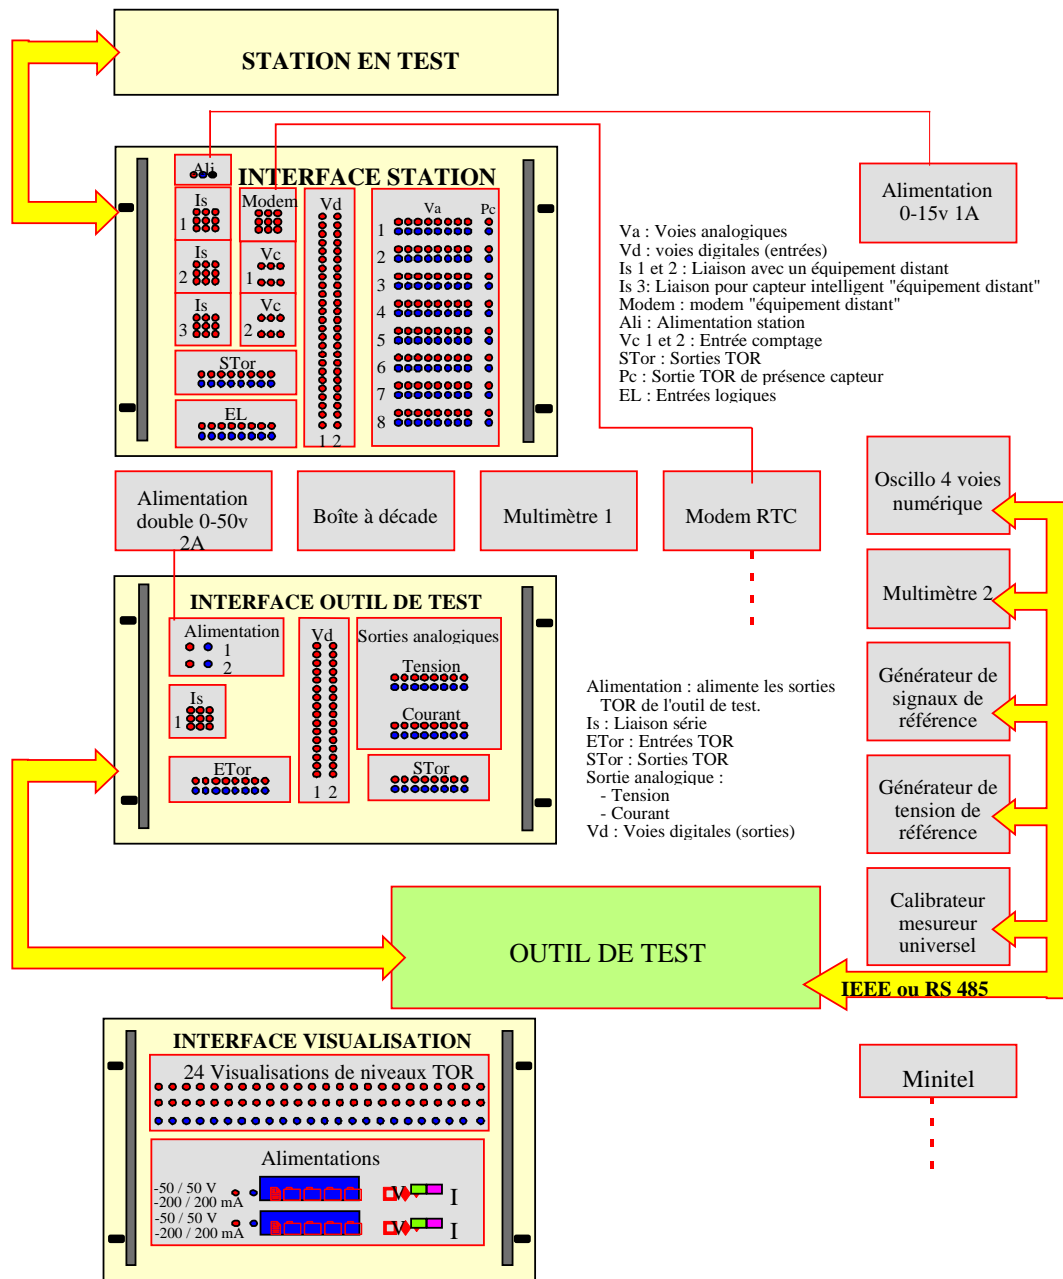 STATION EN TEST
INTERFACE STATION
Ali
Is
1
Modem
Vd
Va
Pc
Is
2
Vc
1
Is
3
Vc
2
STor
EL
1 2
1
2
3
4
5
6
7
8
Alimentation
0-15v 1A
Va : Voies analogiques
Vd : voies digitales (entrées)
Is 1 et 2 : Liaison avec un équipement distant
Is 3: Liaison pour capteur intelligent "équipement distant"
Modem : modem "équipement distant"
Ali : Alimentation station
Vc 1 et 2 : Entrée comptage
STor : Sorties TOR
Pc : Sortie TOR de présence capteur
EL : Entrées logiques
Alimentation
double 0-50v
2A
Boîte à décade
Multimètre 1
Modem RTC
Oscillo 4 voies
numérique
Multimètre 2
Générateur de
signaux de
référence
Générateur de
tension de
référence
Calibrateur
mesureur
universel
INTERFACE OUTIL DE TEST
Alimentation
1
2
Is
1
ETor
Vd
1 2
Sorties analogiques
Tension
Courant
STor
Alimentation : alimente les sorties
TOR de l'outil de test.
Is : Liaison série
ETor : Entrées TOR
STor : Sorties TOR
Sortie analogique :
- Tension
- Courant
Vd : Voies digitales (sorties)
OUTIL DE TEST
IEEE ou RS 485
INTERFACE VISUALISATION
24 Visualisations de niveaux TOR
Alimentations
-50 / 50 V
-200 / 200 mA
V
I
-50 / 50 V
-200 / 200 mA
V
I
Minitel